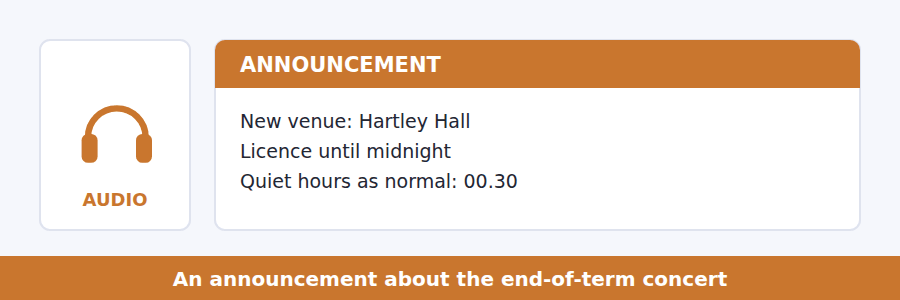 AUDIO
ANNOUNCEMENT
New venue: Hartley Hall
Licence until midnight
Quiet hours as normal: 00.30
An announcement about the end-of-term concert